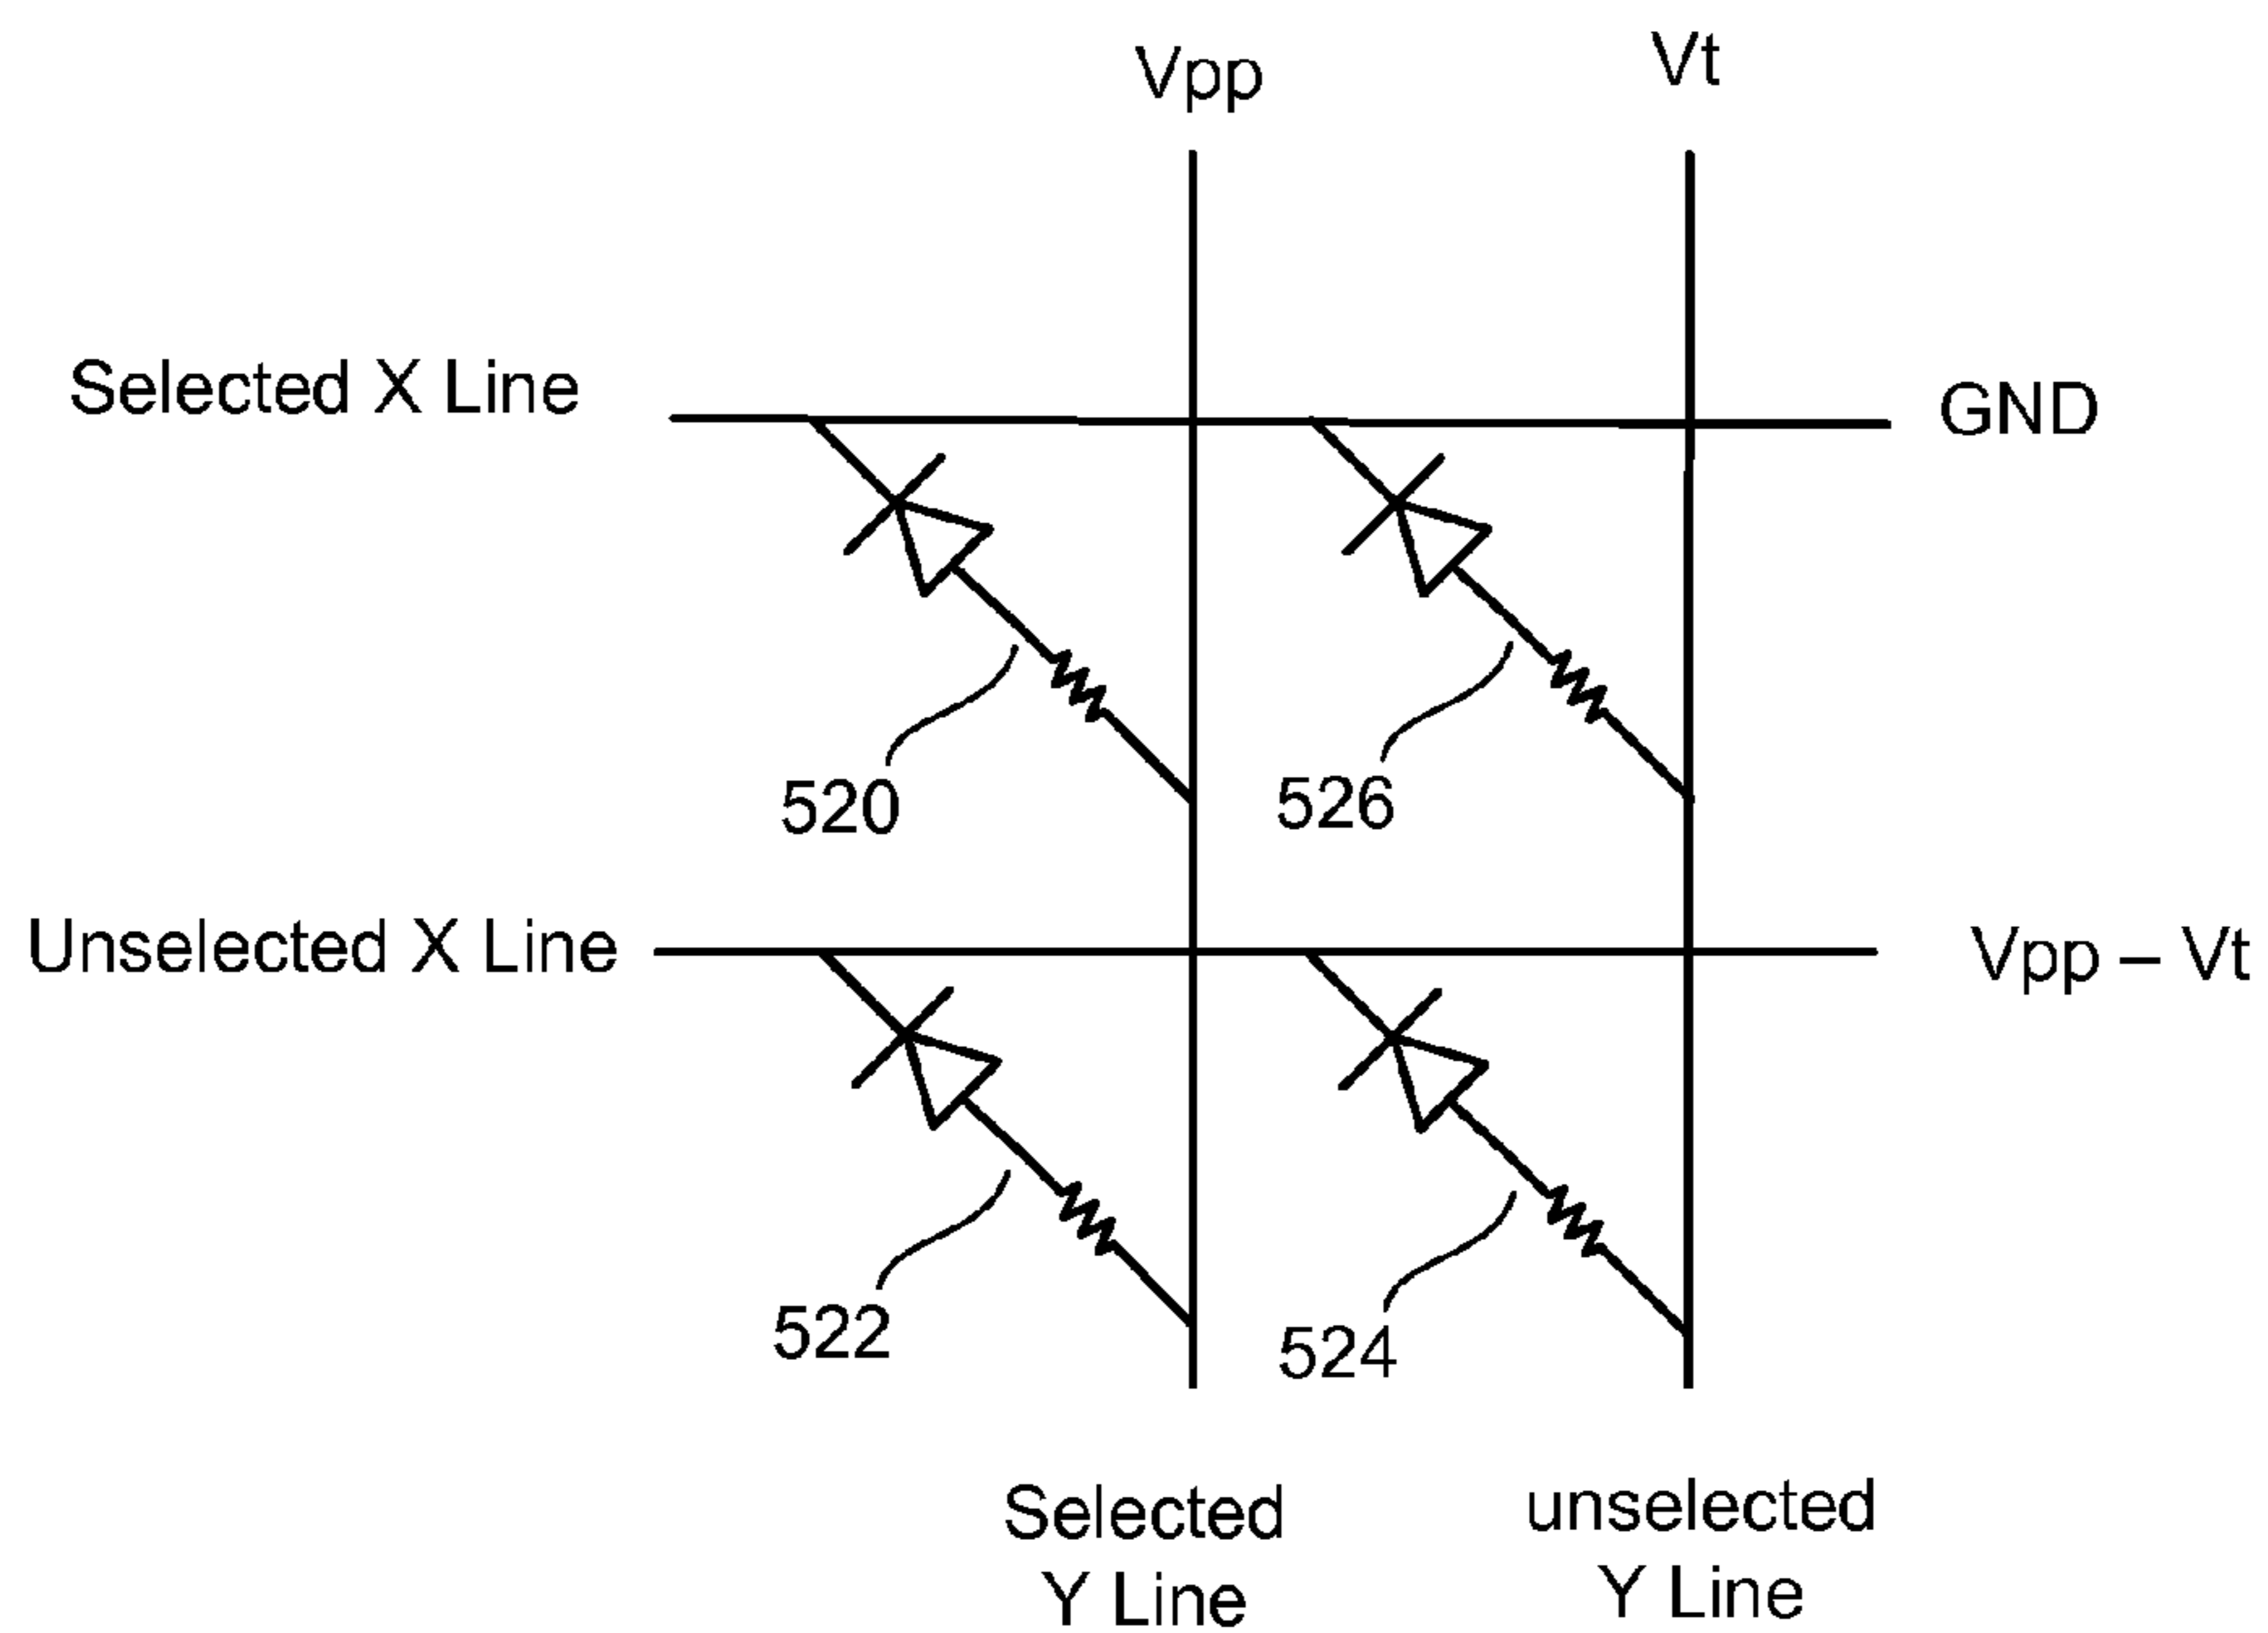 Vpp
Vt
Selected X Line
GND
520
526
Unselected X Line
Vpp – Vt
522
524
Selected
Y Line
unselected
Y Line